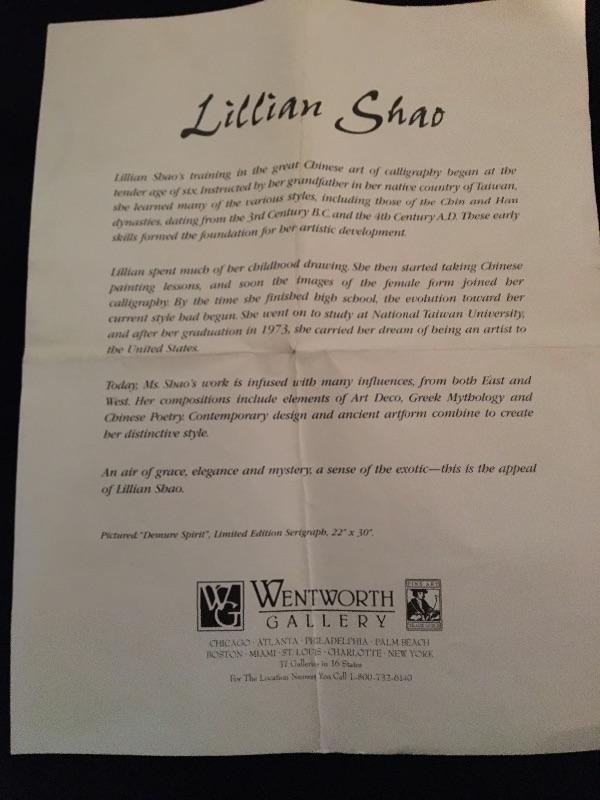 Lillian Shao
Lillian Shao's training in the great Chinese art of calligraphy began at the
tender age of six. Instructed by her grandfather in her native country of Taiwan,
she learned many of the various styles, including those of the Chin and Han
dynasties, dating from the 3rd Century B.C. and the 4th Century A.D. These early
skills formed the foundation for her artistic development.
Lillian spent much of her childhood drawing. She then started taking Chinese
painting lessons, and soon the images of the female form joined her
calligraphy. By the time she finished high school, the evolution toward her
current style had begun. She went on to study at National Taiwan University,
and after her graduation in 1973, she carried her dream of being an artist to
the United States.
Today, Ms. Shao's work is infused with many influences, from both East and
West. Her compositions include elements of Art Deco, Greek Mythology and
Chinese Poetry. Contemporary design and ancient artform combine to create
her distinctive style.
An air of grace, elegance and mystery, a sense of the exotic—this is the appeal
of Lillian Shao.
Pictured: "Demure Spirit", Limited Edition Serigraph, 22" x 30".
WG WENTWORTH FINE ART
GALLERY
CHICAGO · ATLANTA · PHILADELPHIA · PALM BEACH
BOSTON · MIAMI · ST. LOUIS · CHARLOTTE · NEW YORK
37 Galleries in 16 States
For The Location Nearest You Call 1-800-732-6140